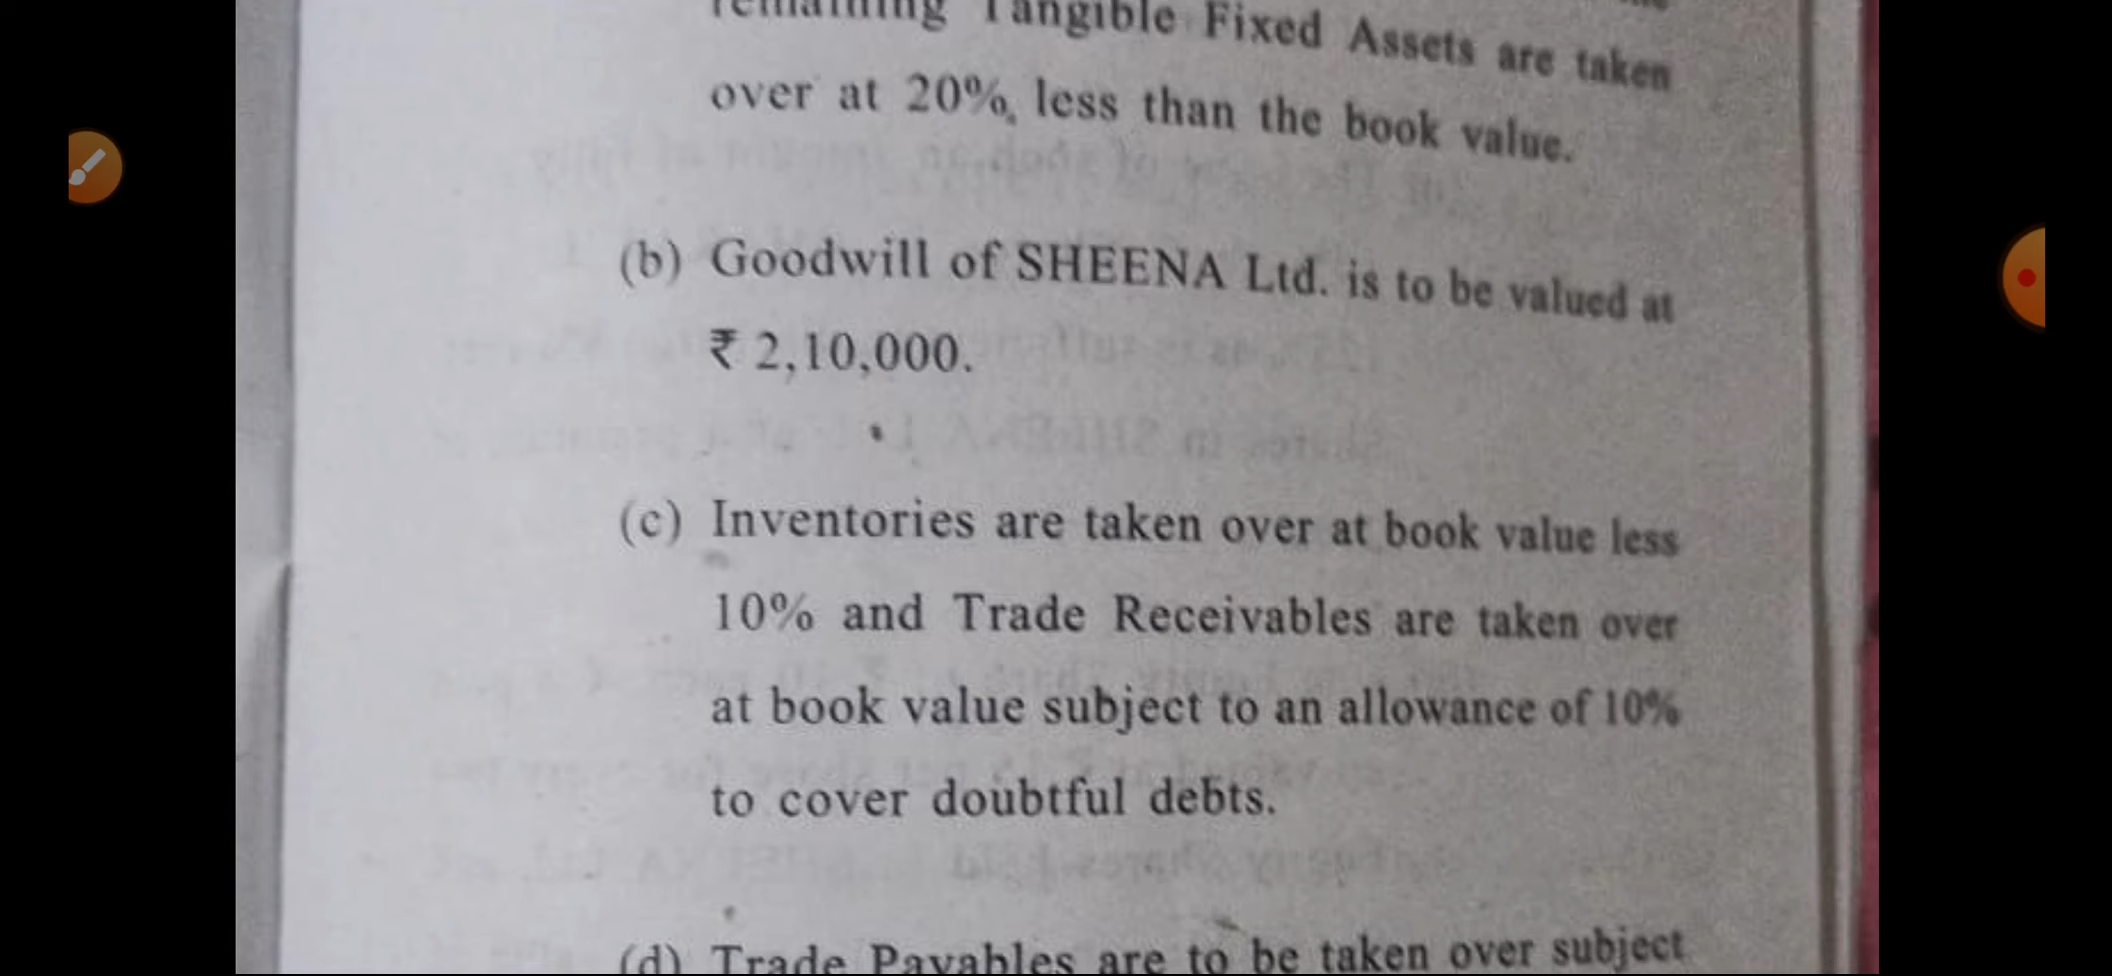 remaining Tangible Fixed Assets are taken
over at 20%, less than the book value.
(b) Goodwill of SHEENA Ltd. is to be valued at
₹ 2,10,000.
(c) Inventories are taken over at book value less
10% and Trade Receivables are taken over
at book value subject to an allowance of 10%
to cover doubtful debts.
(d) Trade Payables are to be taken over subject